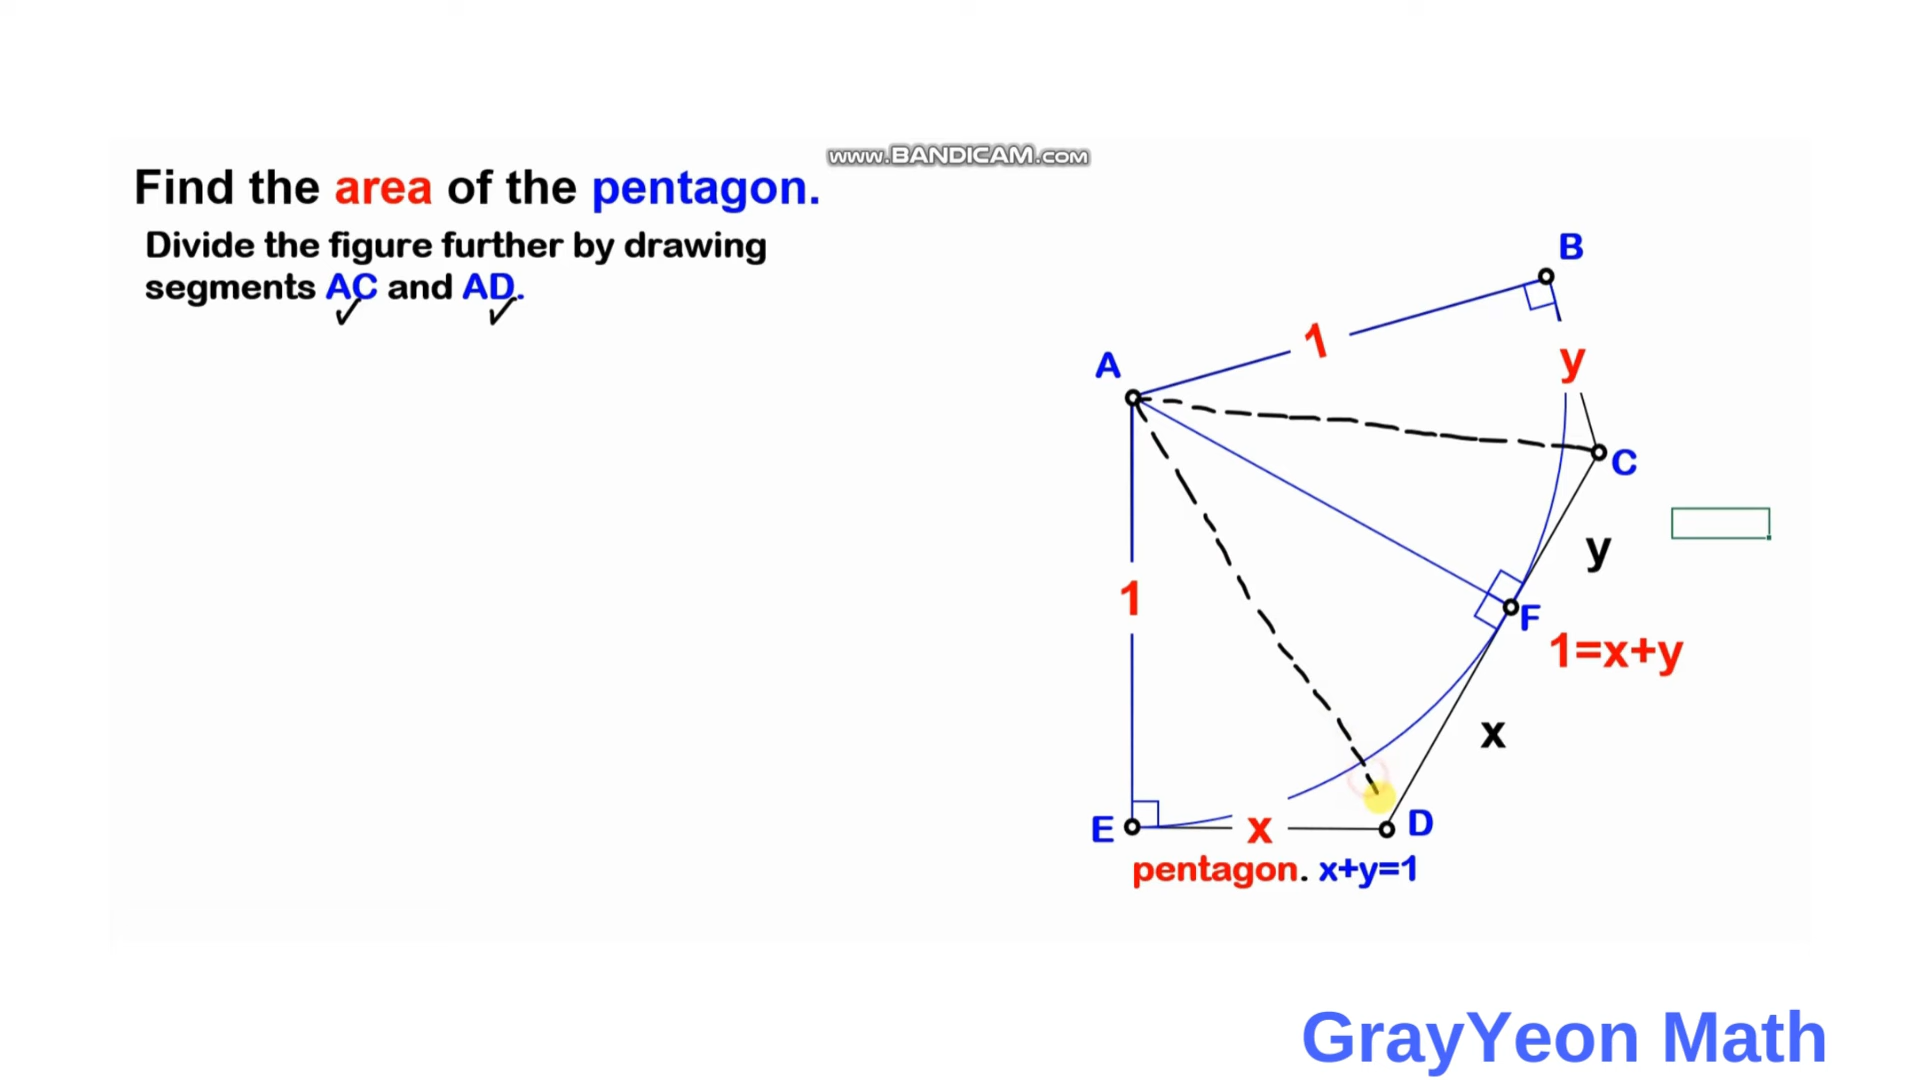 www.BANDICAM.com
Find the area of the pentagon.
Divide the figure further by drawing
segments AC and AD.
B
1
A
y
C
y
1
F
1=x+y
x
E
x
D
pentagon. x+y=1
GrayYeon Math